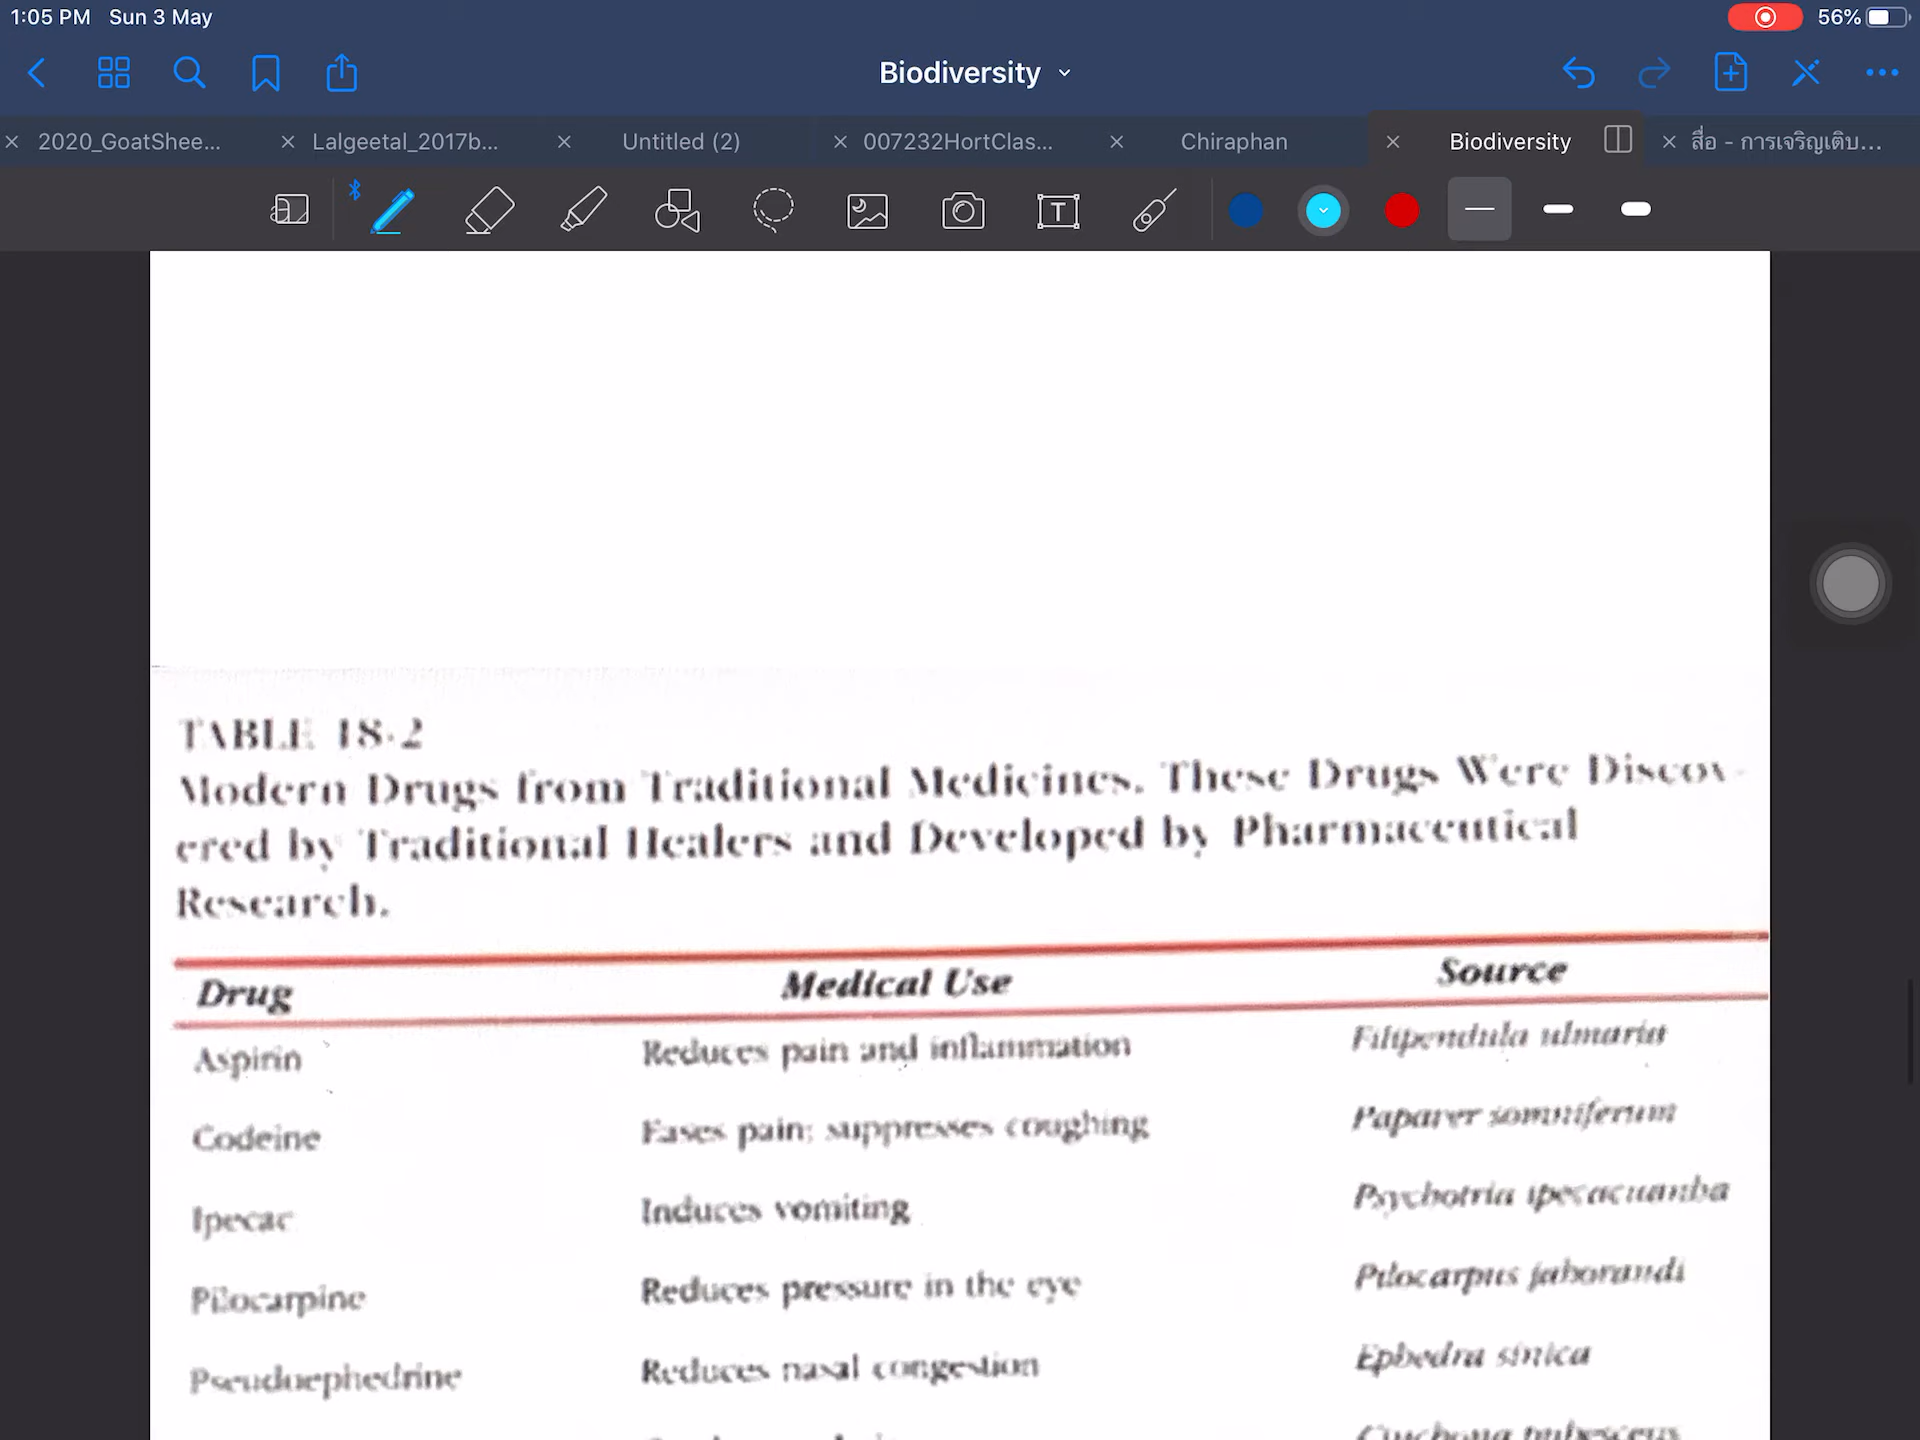 1:05 PM Sun 3 May 56%
Biodiversity
2020_GoatShee... Lalgeetal_2017b... Untitled (2) 007232HortClas... Chiraphan Biodiversity สื่อ - การเจริญเติบ...
TABLE 18-2
Modern Drugs from Traditional Medicines. These Drugs Were Discov-
ered by Traditional Healers and Developed by Pharmaceutical
Research.
Drug Medical Use Source
Aspirin Reduces pain and inflammation Filipendula ulmaria
Codeine Eases pain; suppresses coughing Papaver somniferum
Ipecac Induces vomiting Psychotria ipecacuanha
Pilocarpine Reduces pressure in the eye Pilocarpus jaborandi
Pseudoephedrine Reduces nasal congestion Ephedra sinica
Cinchona pubescens